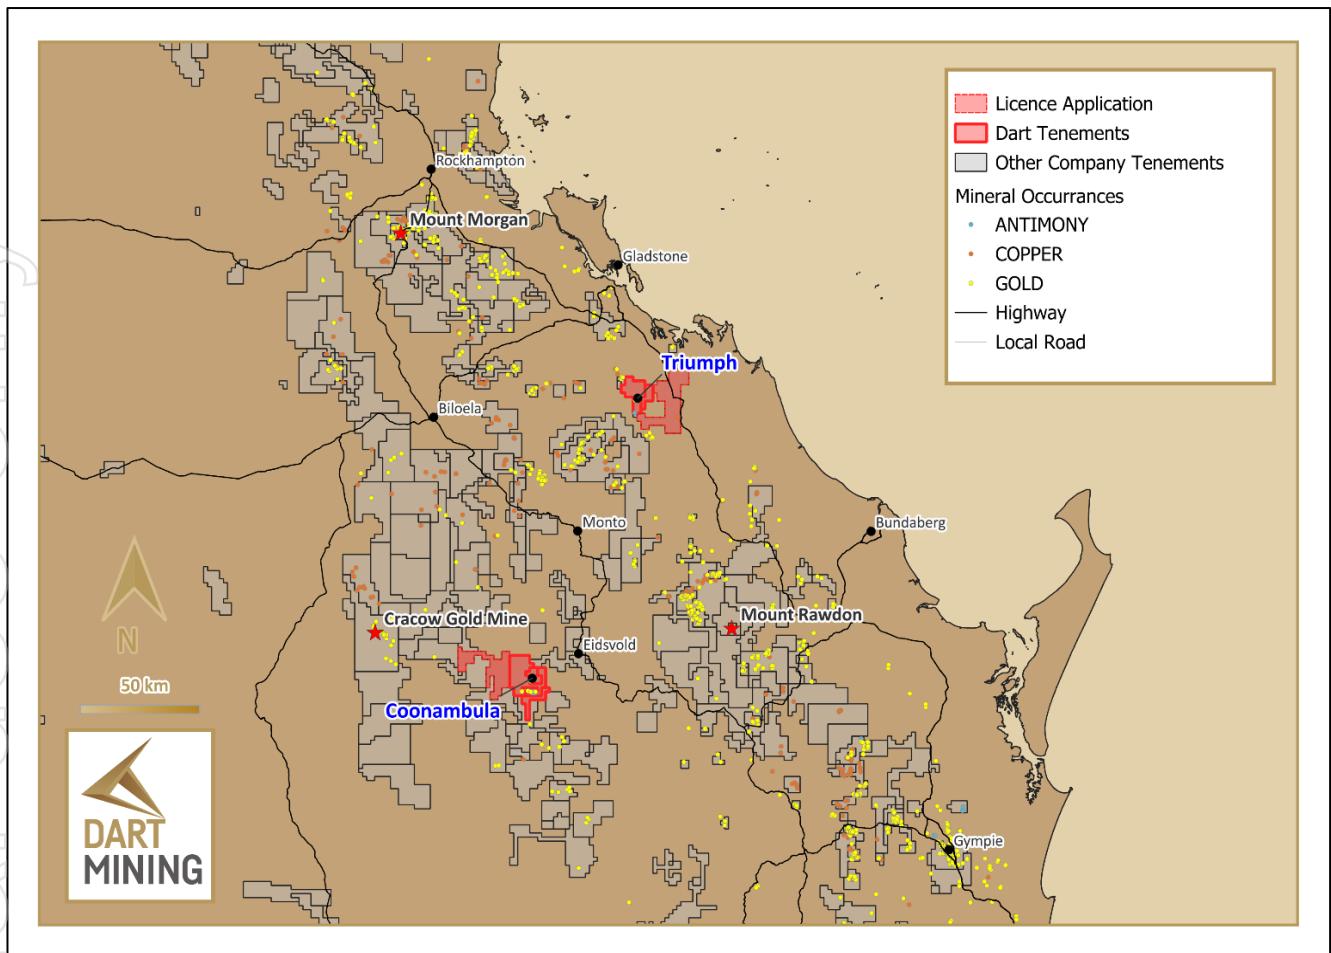 Licence Application
Dart Tenements
Other Company Tenements
Mineral Occurrances
ANTIMONY
COPPER
GOLD
Highway
Local Road
Rockhampton
Mount Morgan
Gladstone
Triumph
Biloela
Monto
Bundaberg
Cracow Gold Mine
Mount Rawdon
Eidsvold
Coonambula
N
50 km
DART
MINING
Gympie